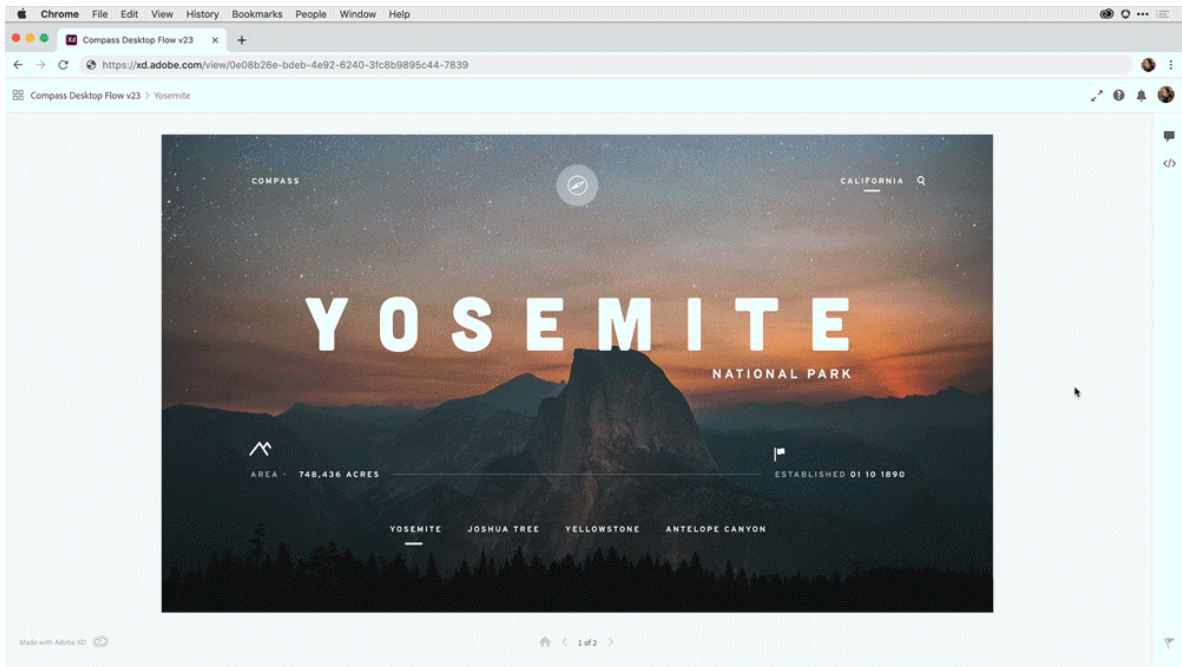 Chrome File Edit View History Bookmarks People Window Help
Xd Compass Desktop Flow v23
https://xd.adobe.com/view/0e08b26e-bdeb-4e92-6240-3fc8b9895c44-7839
Compass Desktop Flow v23 > Yosemite
COMPASS
CALIFORNIA
YOSEMITE
NATIONAL PARK
AREA - 748,436 ACRES
ESTABLISHED 01 10 1890
YOSEMITE JOSHUA TREE YELLOWSTONE ANTELOPE CANYON
Made with Adobe XD
1 of 2